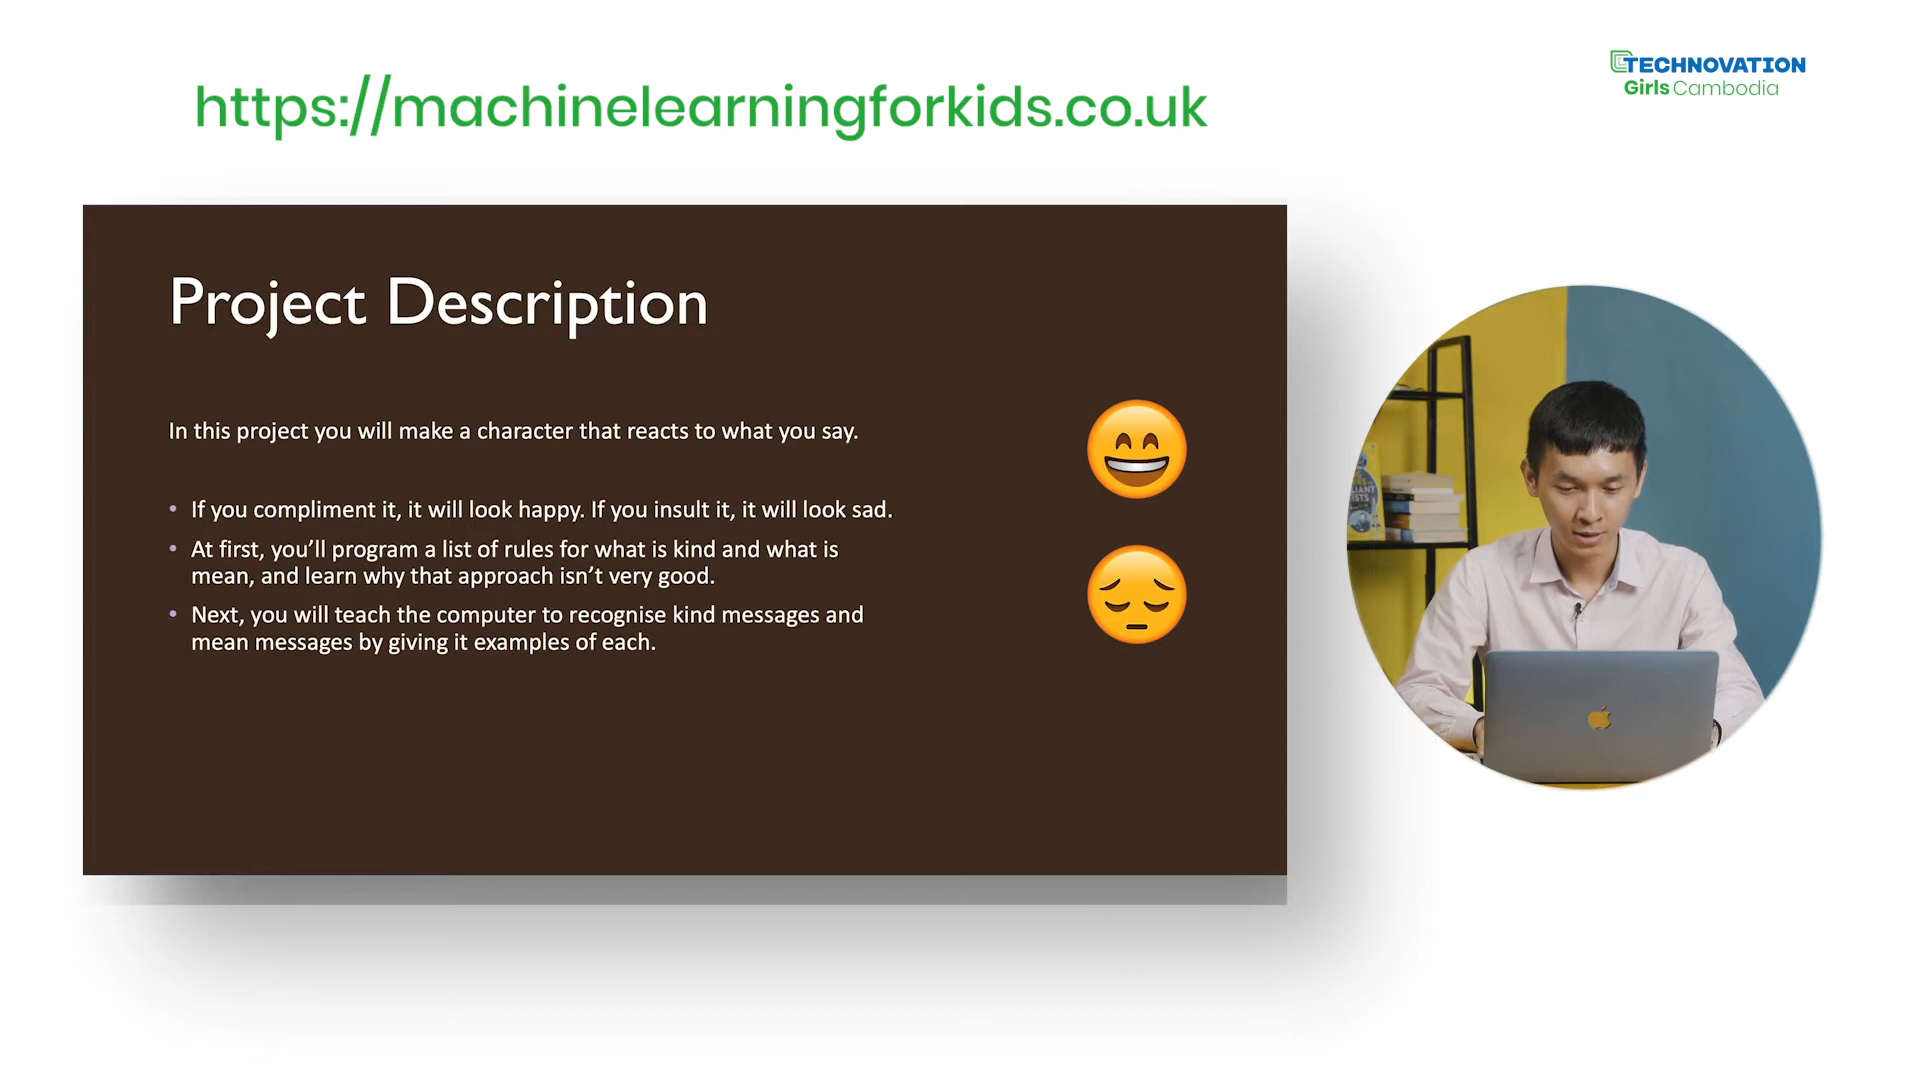 https://machinelearningforkids.co.uk
TECHNOVATION
Girls Cambodia
Project Description
In this project you will make a character that reacts to what you say.
• If you compliment it, it will look happy. If you insult it, it will look sad.
• At first, you’ll program a list of rules for what is kind and what is
mean, and learn why that approach isn’t very good.
• Next, you will teach the computer to recognise kind messages and
mean messages by giving it examples of each.